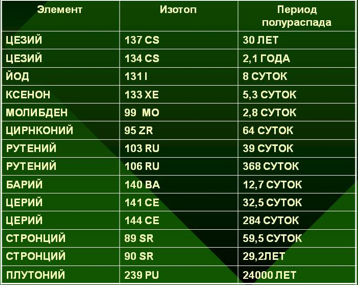 Элемент Изотоп Период
полураспада
ЦЕЗИЙ 137 CS 30 ЛЕТ
ЦЕЗИЙ 134 CS 2,1 ГОДА
ЙОД 131 I 8 СУТОК
КСЕНОН 133 XE 5,3 СУТОК
МОЛИБДЕН 99 MO 2,8 СУТОК
ЦИРНКОНИЙ 95 ZR 64 СУТОК
РУТЕНИЙ 103 RU 39 СУТОК
РУТЕНИЙ 106 RU 368 СУТОК
БАРИЙ 140 BA 12,7 СУТОК
ЦЕРИЙ 141 CE 32,5 СУТОК
ЦЕРИЙ 144 CE 284 СУТОК
СТРОНЦИЙ 89 SR 59,5 СУТОК
СТРОНЦИЙ 90 SR 29,2ЛЕТ
ПЛУТОНИЙ 239 PU 24000 ЛЕТ